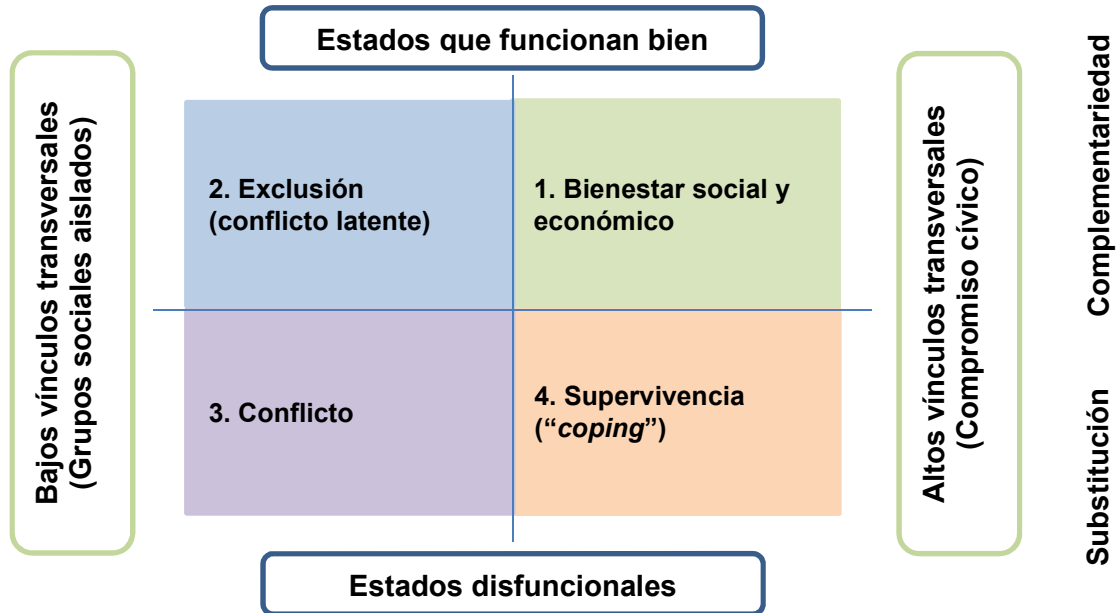 Estados que funcionan bien
Bajos vínculos transversales
(Grupos sociales aislados)
2. Exclusión
(conflicto latente)
1. Bienestar social y
económico
3. Conflicto
4. Supervivencia
(“coping”)
Altos vínculos transversales
(Compromiso cívico)
Complementariedad
Substitución
Estados disfuncionales